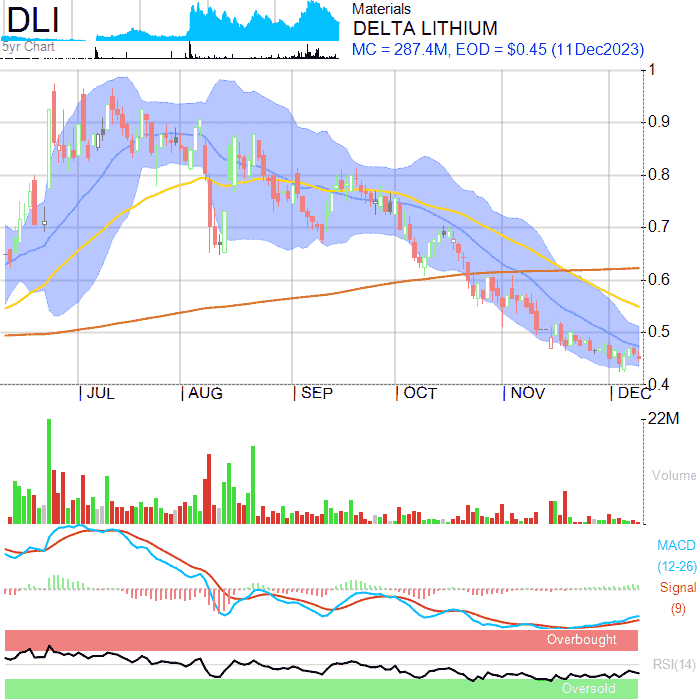 DLI
5yr Chart
Materials
DELTA LITHIUM
MC = 287.4M, EOD = $0.45 (11Dec2023)
1
0.9
0.8
0.7
0.6
0.5
0.4
JUL AUG SEP OCT NOV DEC
22M
Volume
MACD
(12-26)
Signal
(9)
Overbought
RSI(14)
Oversold